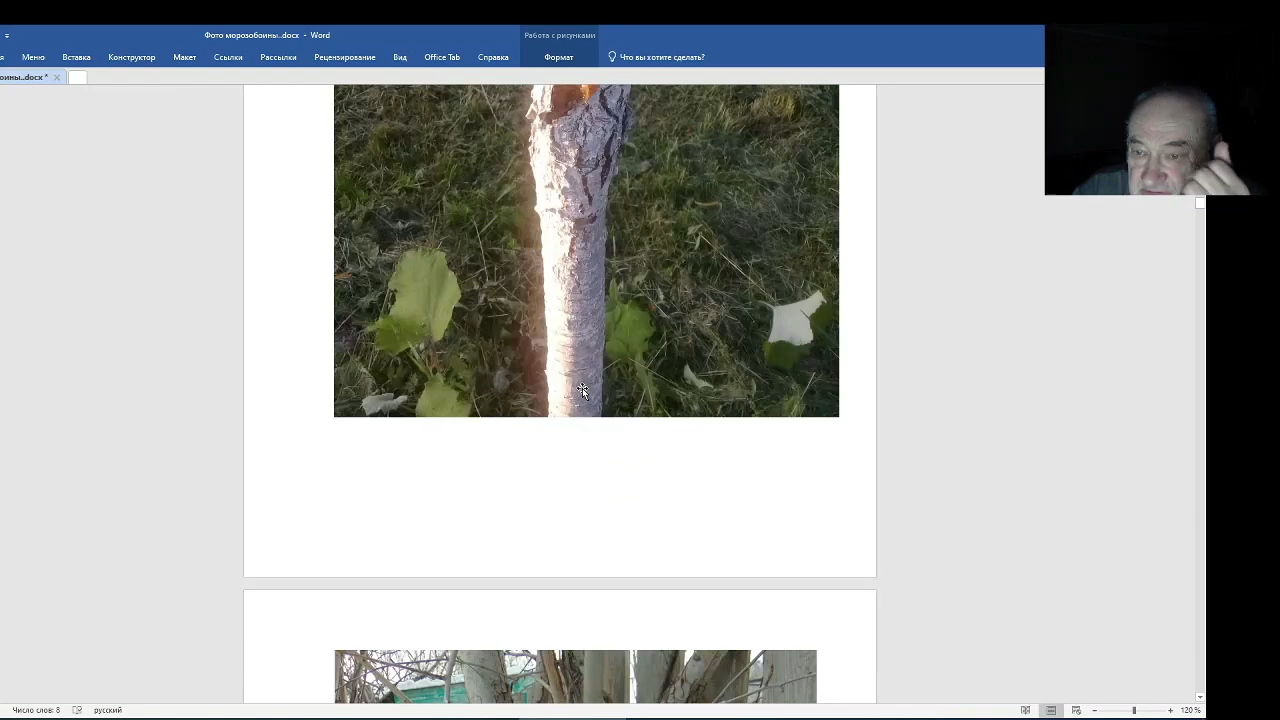 Фото морозобоины..docx - Word
Работа с рисунками
я Меню Вставка Конструктор Макет Ссылки Рассылки Рецензирование Вид Office Tab Справка Формат Что вы хотите сделать?
оины..docx *
Число слов: 8 русский 120 %